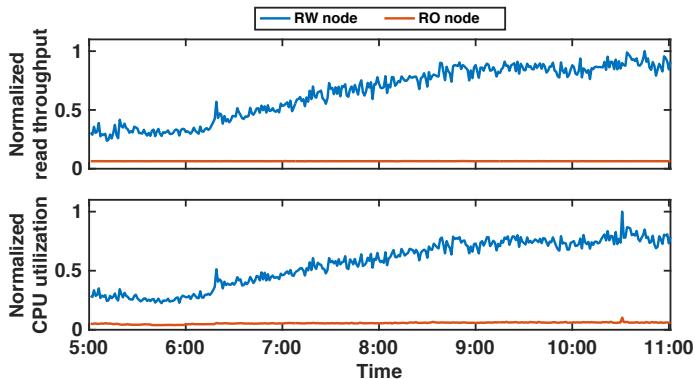 RW node RO node
Normalized
read throughput
1
0.5
0
Normalized
CPU utilization
1
0.5
0
5:00 6:00 7:00 8:00 9:00 10:00 11:00
Time